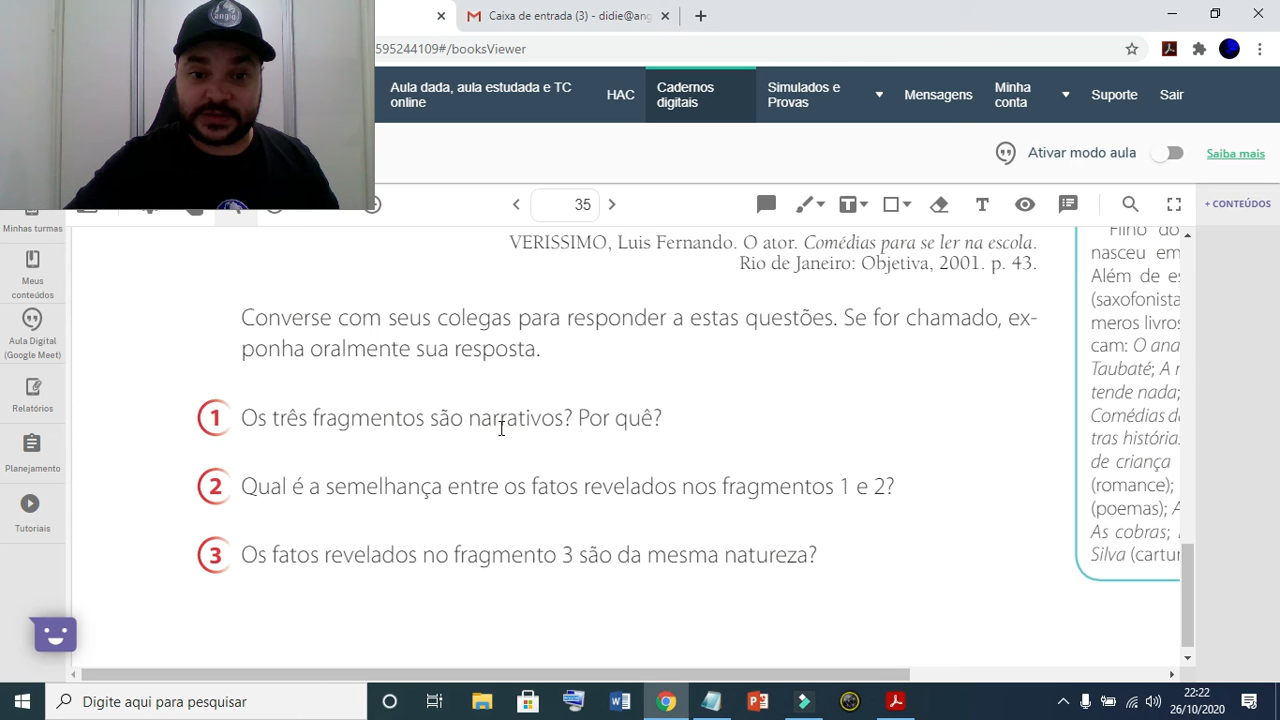 anglo
Caixa de entrada (3) - didie@ang
595244109#/booksViewer
Aula dada, aula estudada e TC
online
HAC
Cadernos
digitais
Simulados e
Provas
Mensagens
Minha
conta
Suporte
Sair
Ativar modo aula
Saiba mais
35
+ CONTEÚDOS
Minhas turmas
Meus
conteúdos
Aula Digital
(Google Meet)
Relatórios
Planejamento
Tutoriais
VERISSIMO, Luis Fernando. O ator. Comédias para se ler na escola.
Rio de Janeiro: Objetiva, 2001. p. 43.
Converse com seus colegas para responder a estas questões. Se for chamado, ex-
ponha oralmente sua resposta.
1 Os três fragmentos são narrativos? Por quê?
2 Qual é a semelhança entre os fatos revelados nos fragmentos 1 e 2?
3 Os fatos revelados no fragmento 3 são da mesma natureza?
Filho do
nasceu em
Além de es
(saxofonista
meros livros
cam: O ana
Taubaté; A
tende nada;
Comédias da
tras história
de criança
(romance);
(poemas);
As cobras;
Silva (cartu
Digite aqui para pesquisar
22:22
26/10/2020